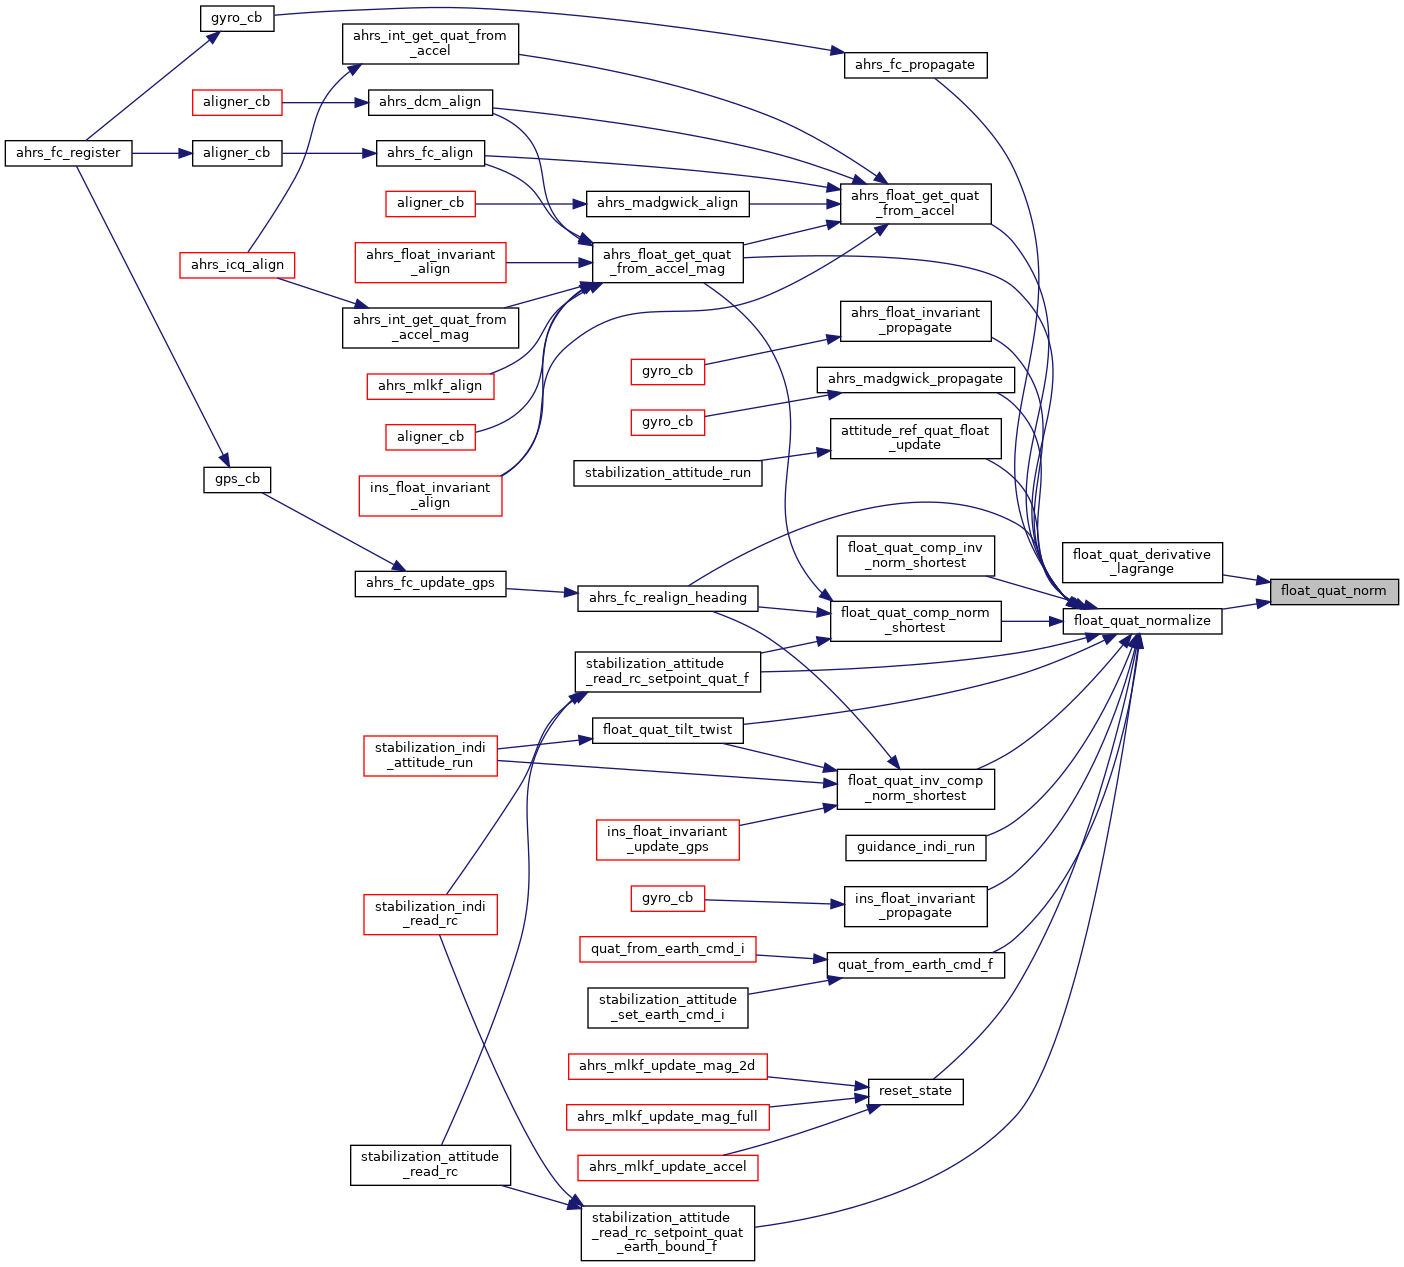 gyro_cb
ahrs_int_get_quat_from
_accel
ahrs_fc_propagate
aligner_cb
ahrs_dcm_align
ahrs_fc_register
aligner_cb
ahrs_fc_align
ahrs_float_get_quat
_from_accel
aligner_cb
ahrs_madgwick_align
ahrs_icq_align
ahrs_float_invariant
_align
ahrs_float_get_quat
_from_accel_mag
ahrs_int_get_quat_from
_accel_mag
ahrs_float_invariant
_propagate
gyro_cb
ahrs_mlkf_align
ahrs_madgwick_propagate
gyro_cb
aligner_cb
attitude_ref_quat_float
_update
stabilization_attitude_run
gps_cb
ins_float_invariant
_align
float_quat_comp_inv
_norm_shortest
float_quat_derivative
_lagrange
ahrs_fc_update_gps
ahrs_fc_realign_heading
float_quat_norm
float_quat_comp_norm
_shortest
float_quat_normalize
stabilization_attitude
_read_rc_setpoint_quat_f
float_quat_tilt_twist
stabilization_indi
_attitude_run
float_quat_inv_comp
_norm_shortest
ins_float_invariant
_update_gps
guidance_indi_run
stabilization_indi
_read_rc
gyro_cb
ins_float_invariant
_propagate
quat_from_earth_cmd_i
quat_from_earth_cmd_f
stabilization_attitude
_set_earth_cmd_i
ahrs_mlkf_update_mag_2d
reset_state
ahrs_mlkf_update_mag_full
stabilization_attitude
_read_rc
ahrs_mlkf_update_accel
stabilization_attitude
_read_rc_setpoint_quat
_earth_bound_f